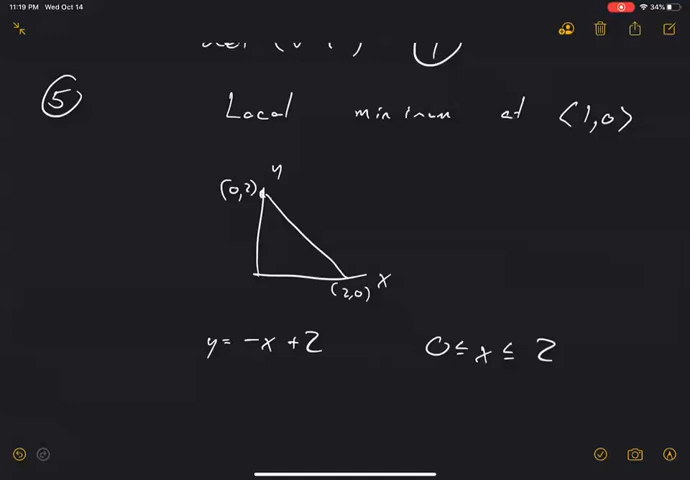 11:19 PM Wed Oct 14
34%
5 Local minimum at <1,0>
y
(0,2)
x
(2,0)
y = -x + 2 0 ≤ x ≤ 2